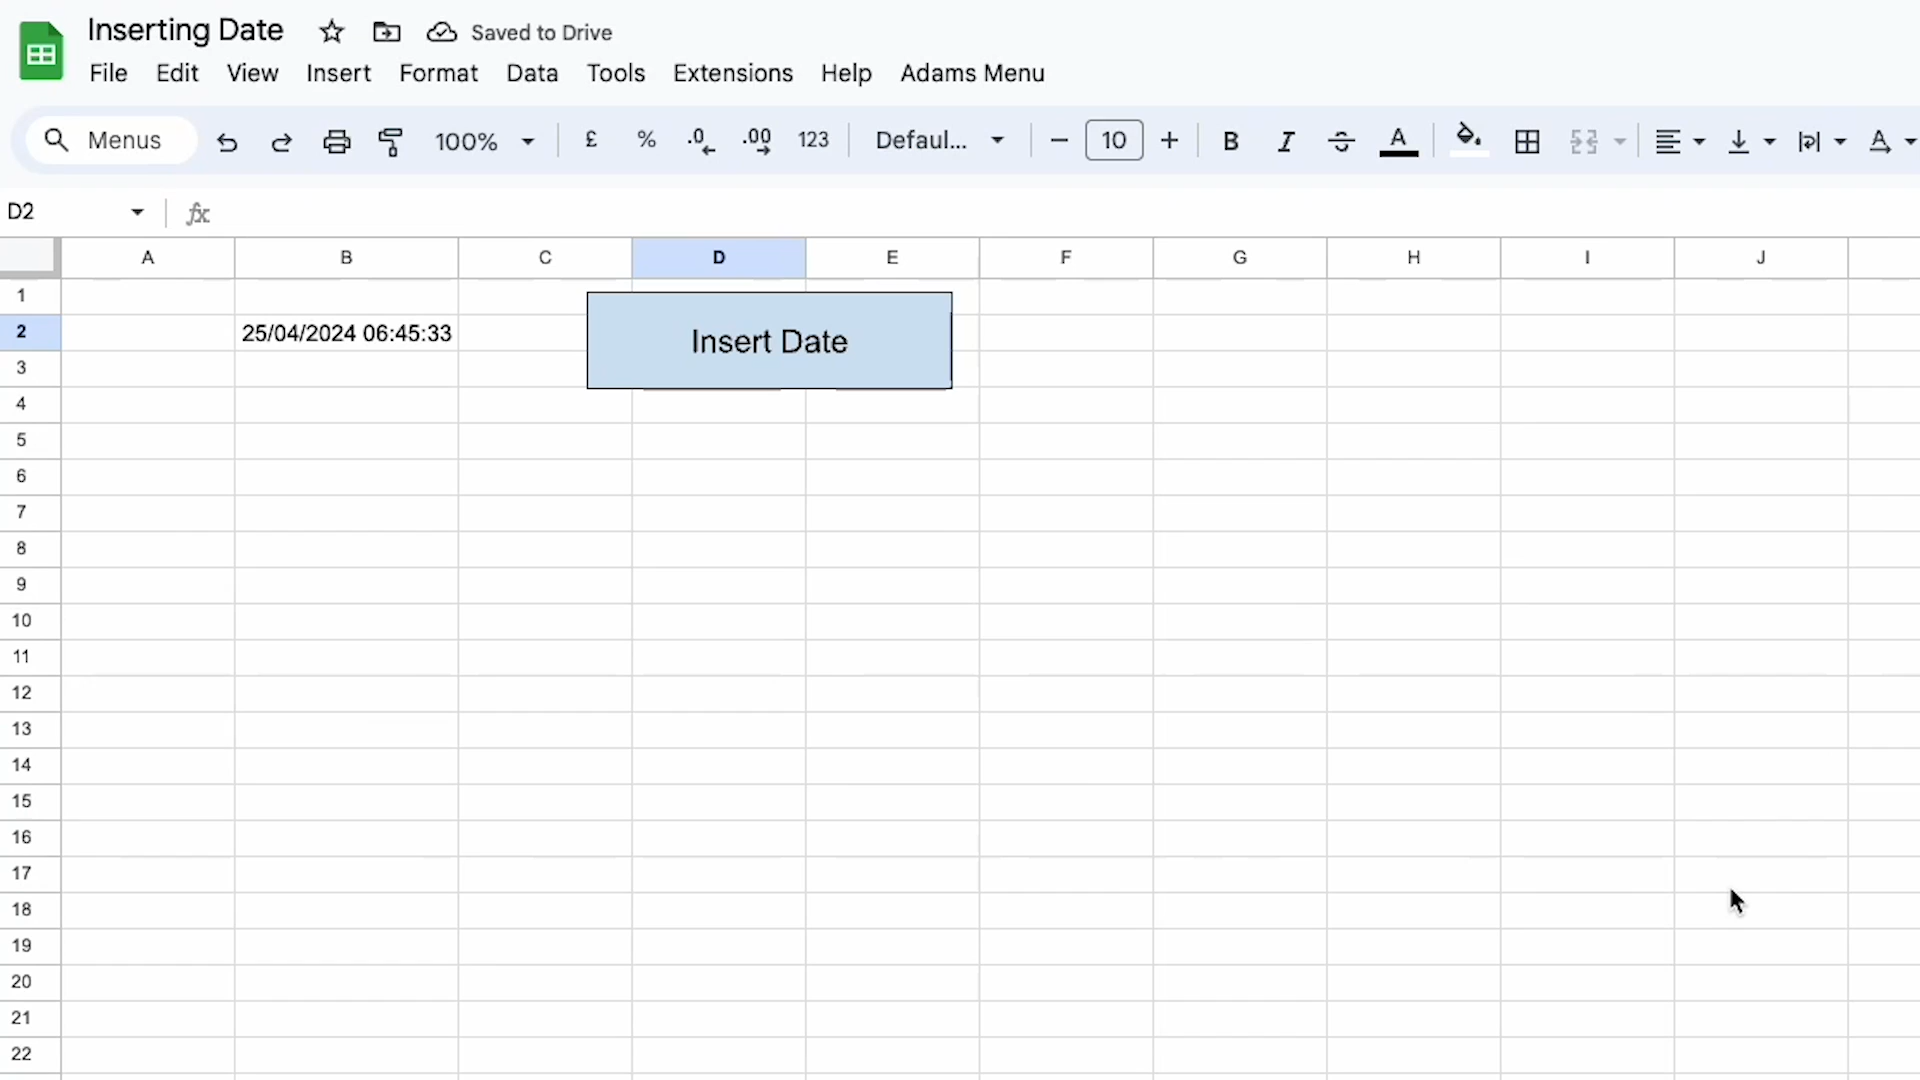 Inserting Date
Saved to Drive
File Edit View Insert Format Data Tools Extensions Help Adams Menu
Menus 100% £ % .0 .00 123 Defaul... 10 B I A A
D2 fx
A B C D E F G H I J
1
2 25/04/2024 06:45:33
Insert Date
3
4
5
6
7
8
9
10
11
12
13
14
15
16
17
18
19
20
21
22